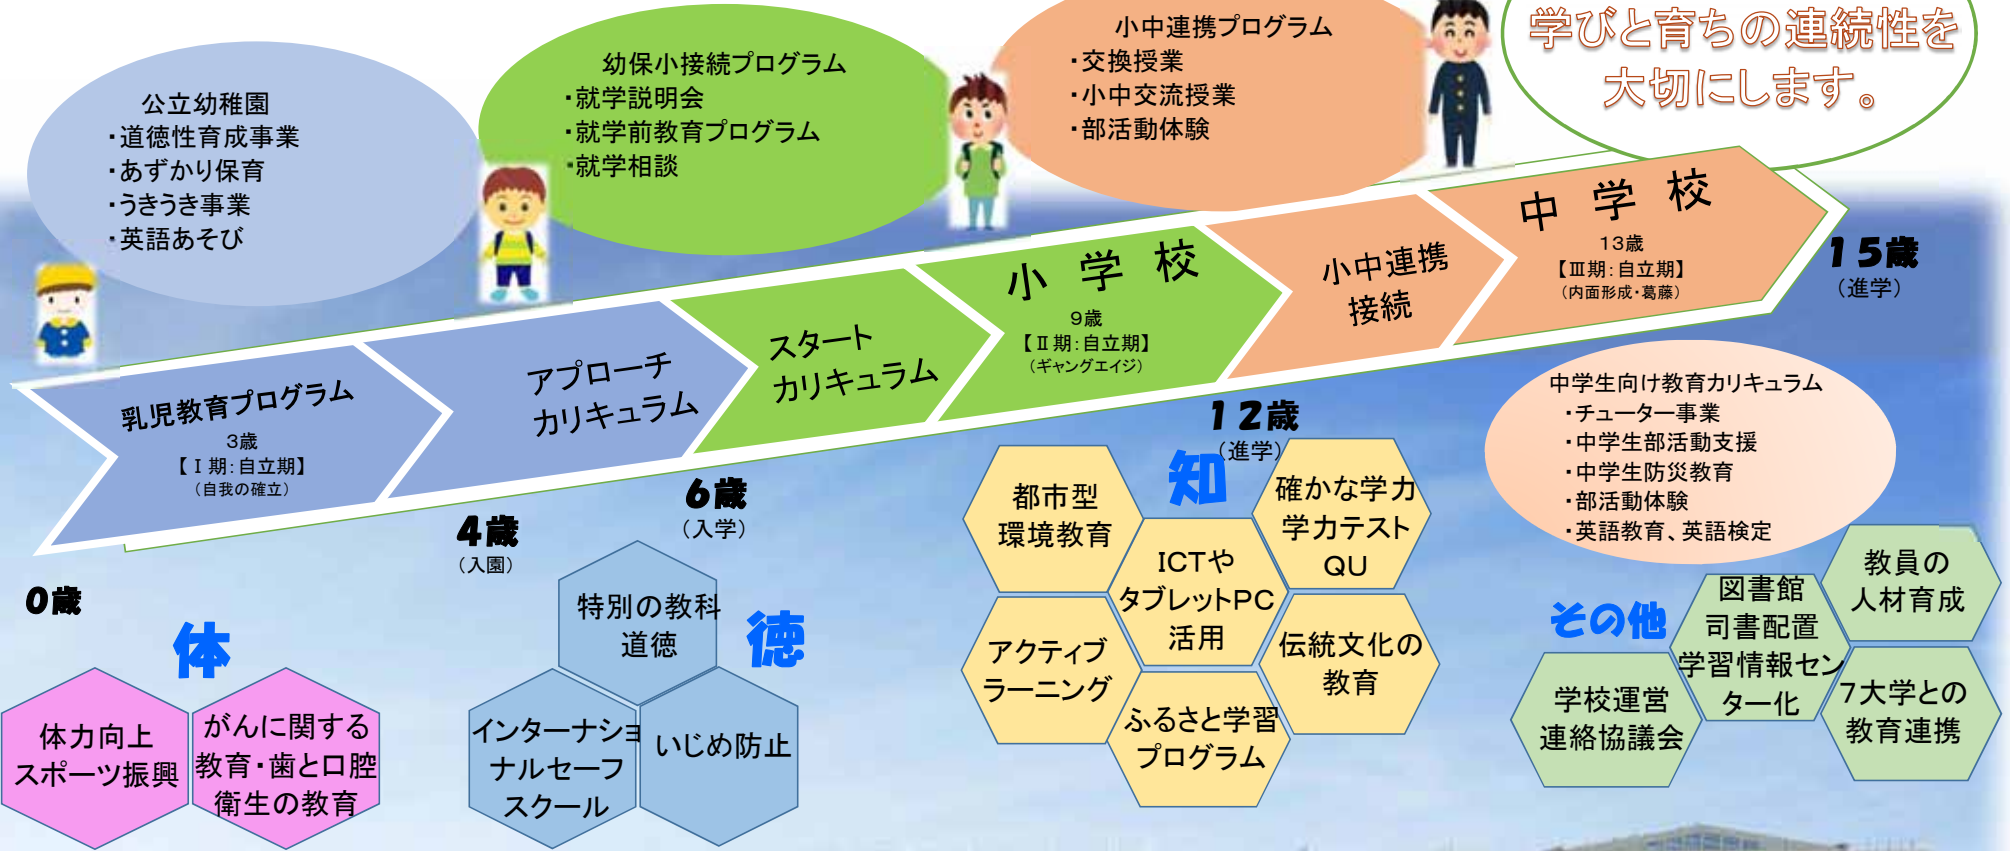 学びと育ちの連続性を
大切にします。
小中連携プログラム
・交換授業
・小中交流授業
・部活動体験
幼保小接続プログラム
・就学説明会
・就学前教育プログラム
・就学相談
公立幼稚園
・道徳性育成事業
・あずかり保育
・うきうき事業
・英語あそび
乳児教育プログラム
3歳
【Ⅰ期:自立期】
（自我の確立）
アプローチ
カリキュラム
スタート
カリキュラム
小 学 校
9歳
【Ⅱ期:自立期】
（ギャングエイジ）
小中連携
接続
中 学 校
13歳
【Ⅲ期:自立期】
（内面形成・葛藤）
15歳
（進学）
12歳
（進学）
6歳
（入学）
4歳
（入園）
0歳
中学生向け教育カリキュラム
・チューター事業
・中学生部活動支援
・中学生防災教育
・部活動体験
・英語教育、英語検定
体
体力向上
スポーツ振興
がんに関する
教育・歯と口腔
衛生の教育
徳
特別の教科
道徳
インターナショ
ナルセーフ
スクール
いじめ防止
知
都市型
環境教育
確かな学力
学力テスト
QU
ICTや
タブレットPC
活用
アクティブ
ラーニング
伝統文化の
教育
ふるさと学習
プログラム
その他
教員の
人材育成
図書館
司書配置
学習情報セン
ター化
学校運営
連絡協議会
7大学との
教育連携